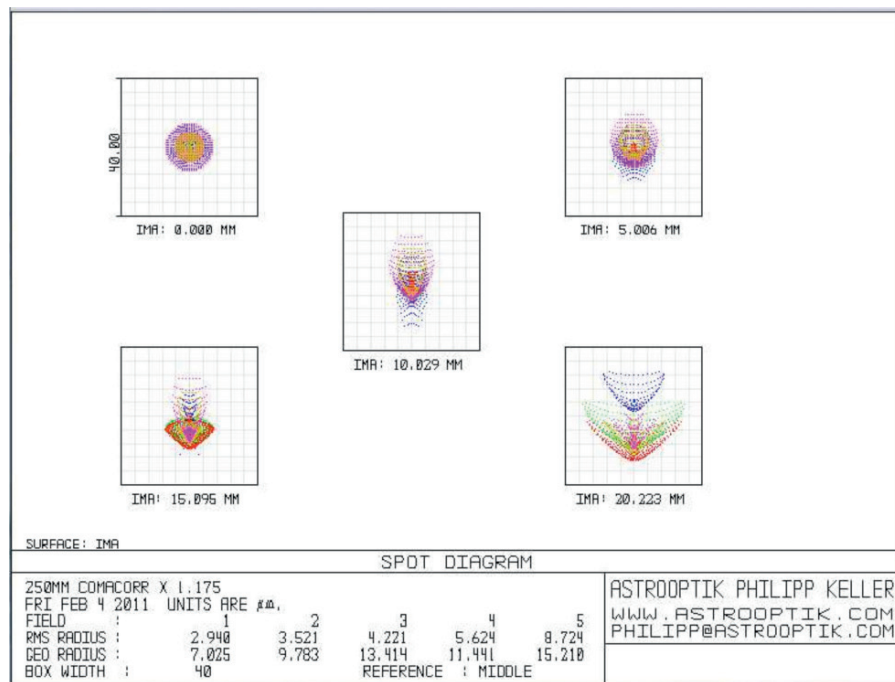 40.00
IMA: 0.000 MM
IMA: 5.006 MM
IMA: 10.029 MM
IMA: 15.095 MM
IMA: 20.223 MM
SURFACE: IMA
SPOT DIAGRAM
250MM COMACORR X 1.175
FRI FEB 4 2011 UNITS ARE µm.
FIELD : 1 2 3 4 5
RMS RADIUS : 2.940 3.521 4.221 5.624 8.724
GEO RADIUS : 7.025 9.783 13.414 11.441 15.210
BOX WIDTH : 40 REFERENCE : MIDDLE
ASTROOPTIK PHILIPP KELLER
WWW.ASTROOPTIK.COM
PHILIPP@ASTROOPTIK.COM